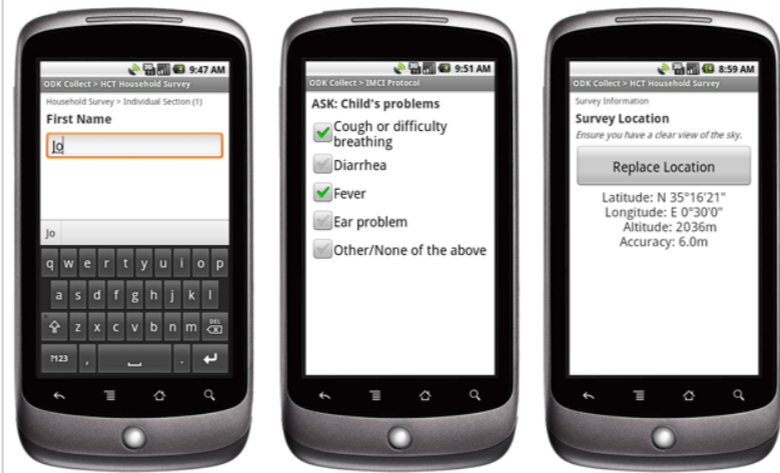 9:47 AM
ODK Collect > HCT Household Survey
Household Survey > Individual Section (1)
First Name
Jo
Jo
q w e r t y u i o p
a s d f g h j k l
z x c v b n m DEL
?123 , .
9:51 AM
ODK Collect > IMCI Protocol
ASK: Child's problems
Cough or difficulty
breathing
Diarrhea
Fever
Ear problem
Other/None of the above
8:59 AM
ODK Collect > HCT Household Survey
Survey Information
Survey Location
Ensure you have a clear view of the sky.
Replace Location
Latitude: N 35°16'21"
Longitude: E 0°30'0"
Altitude: 2036m
Accuracy: 6.0m